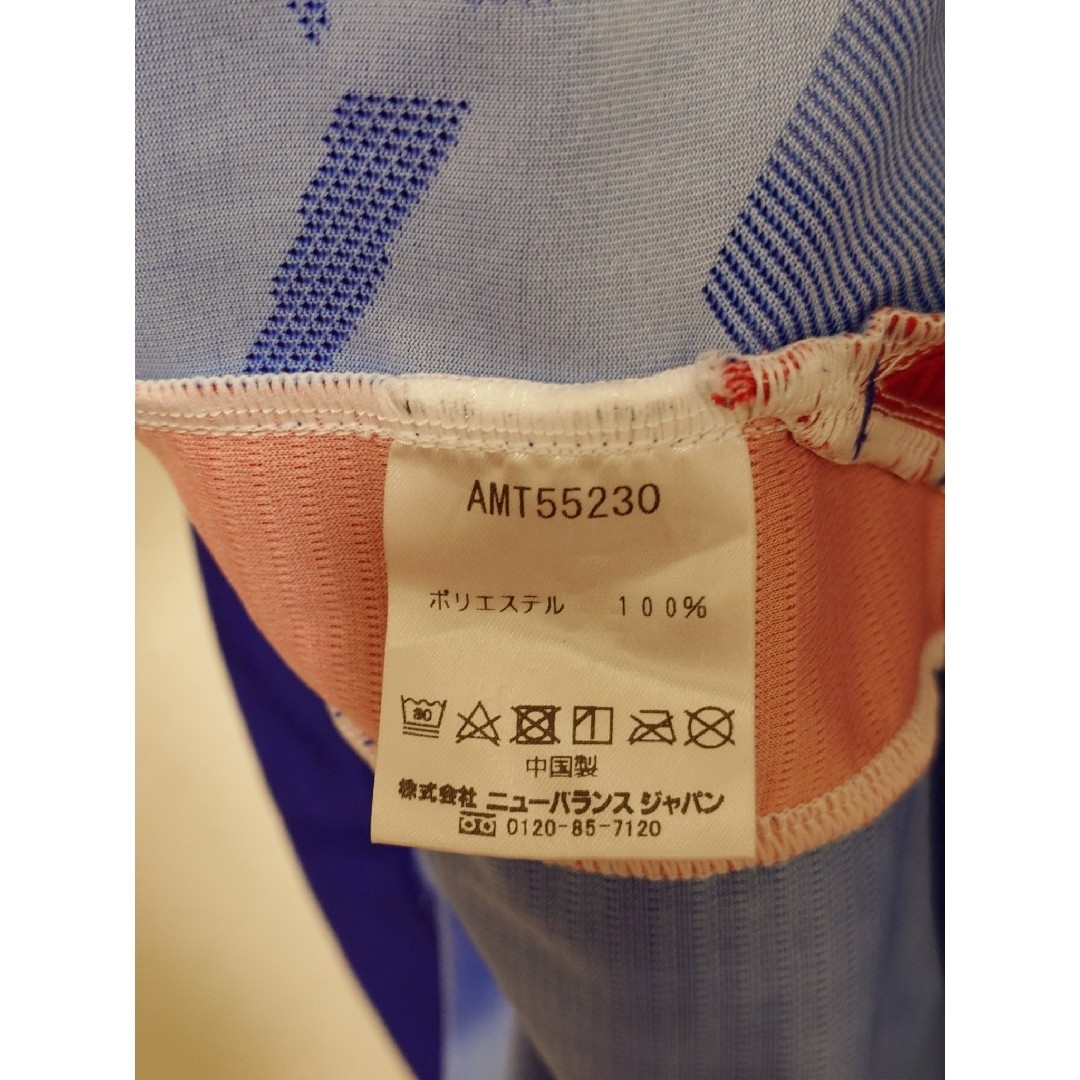 AMT55230
ポリエステル 100%
30
中国製
株式会社 ニューバランス ジャパン
0120-85-7120